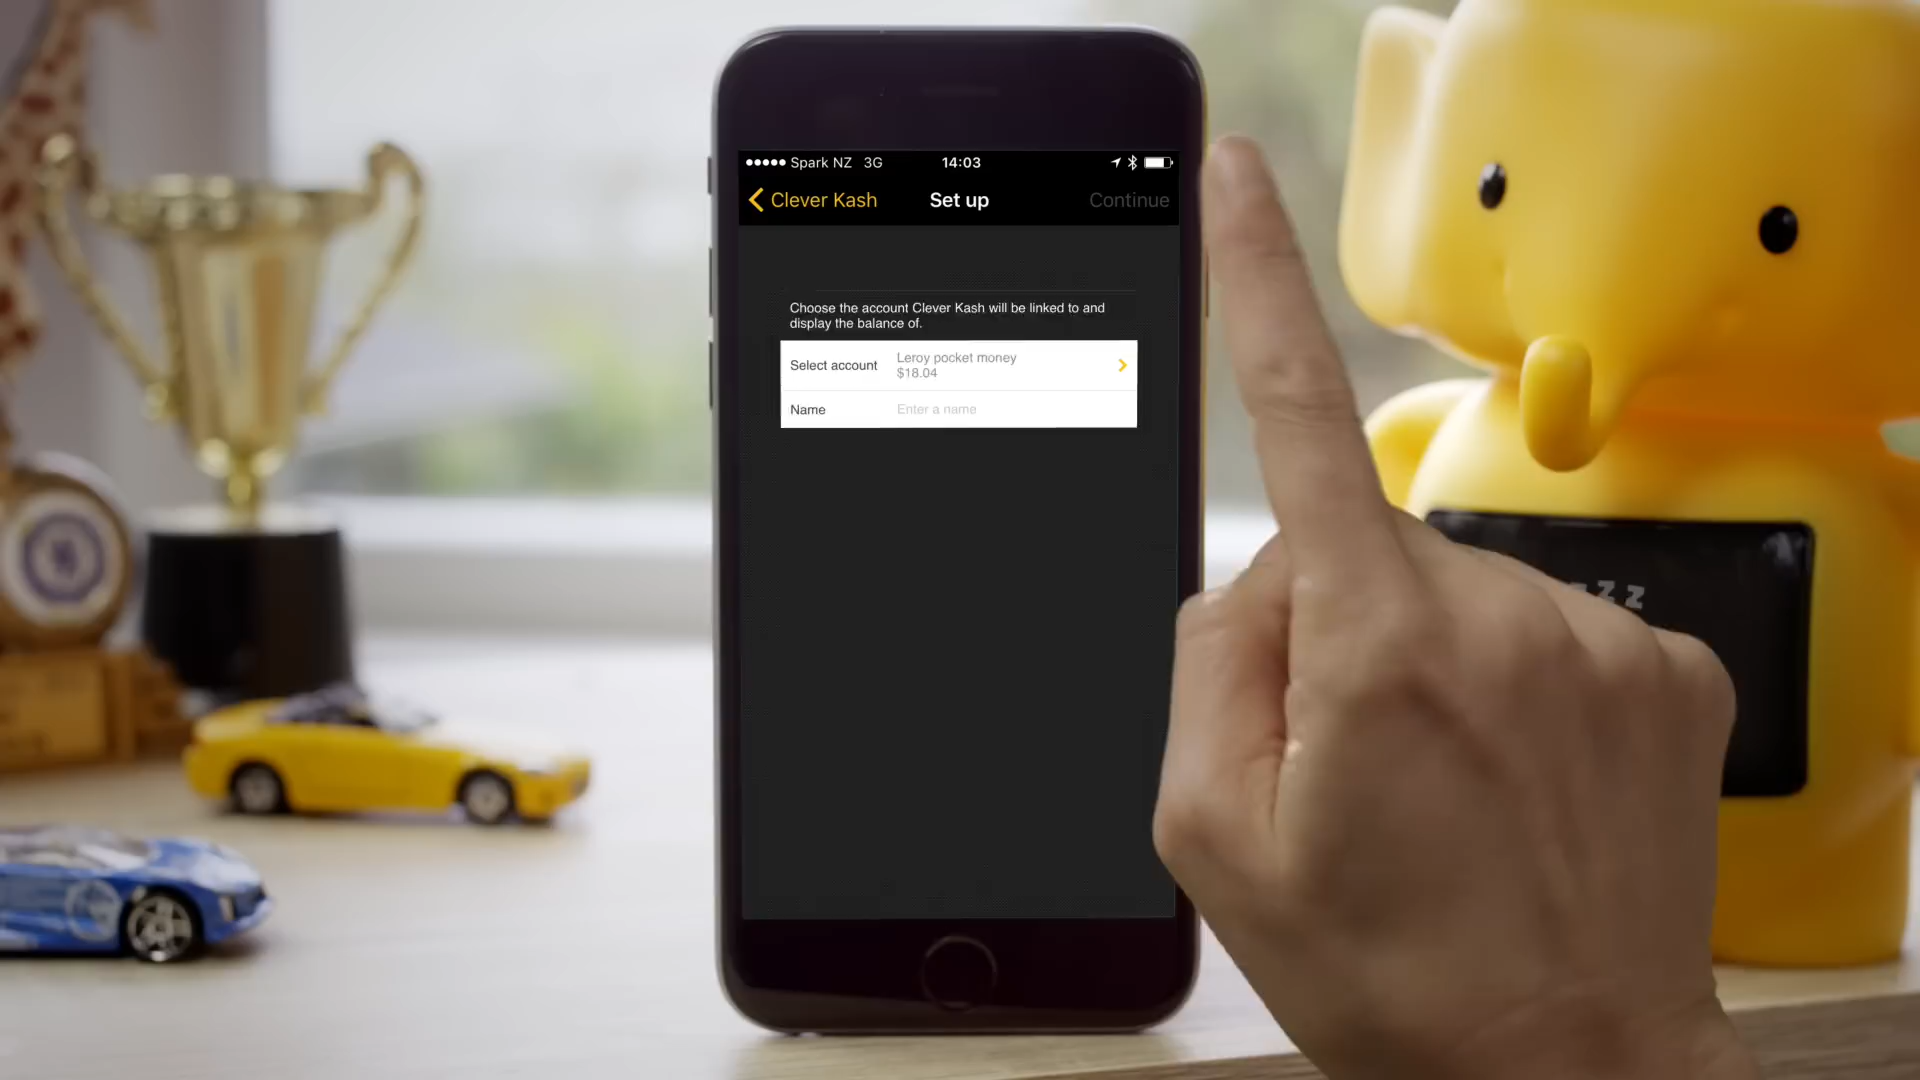 Spark NZ 3G 14:03
Clever Kash Set up Continue
Choose the account Clever Kash will be linked to and
display the balance of.
Select account Leroy pocket money
$18.04
Name Enter a name
z z